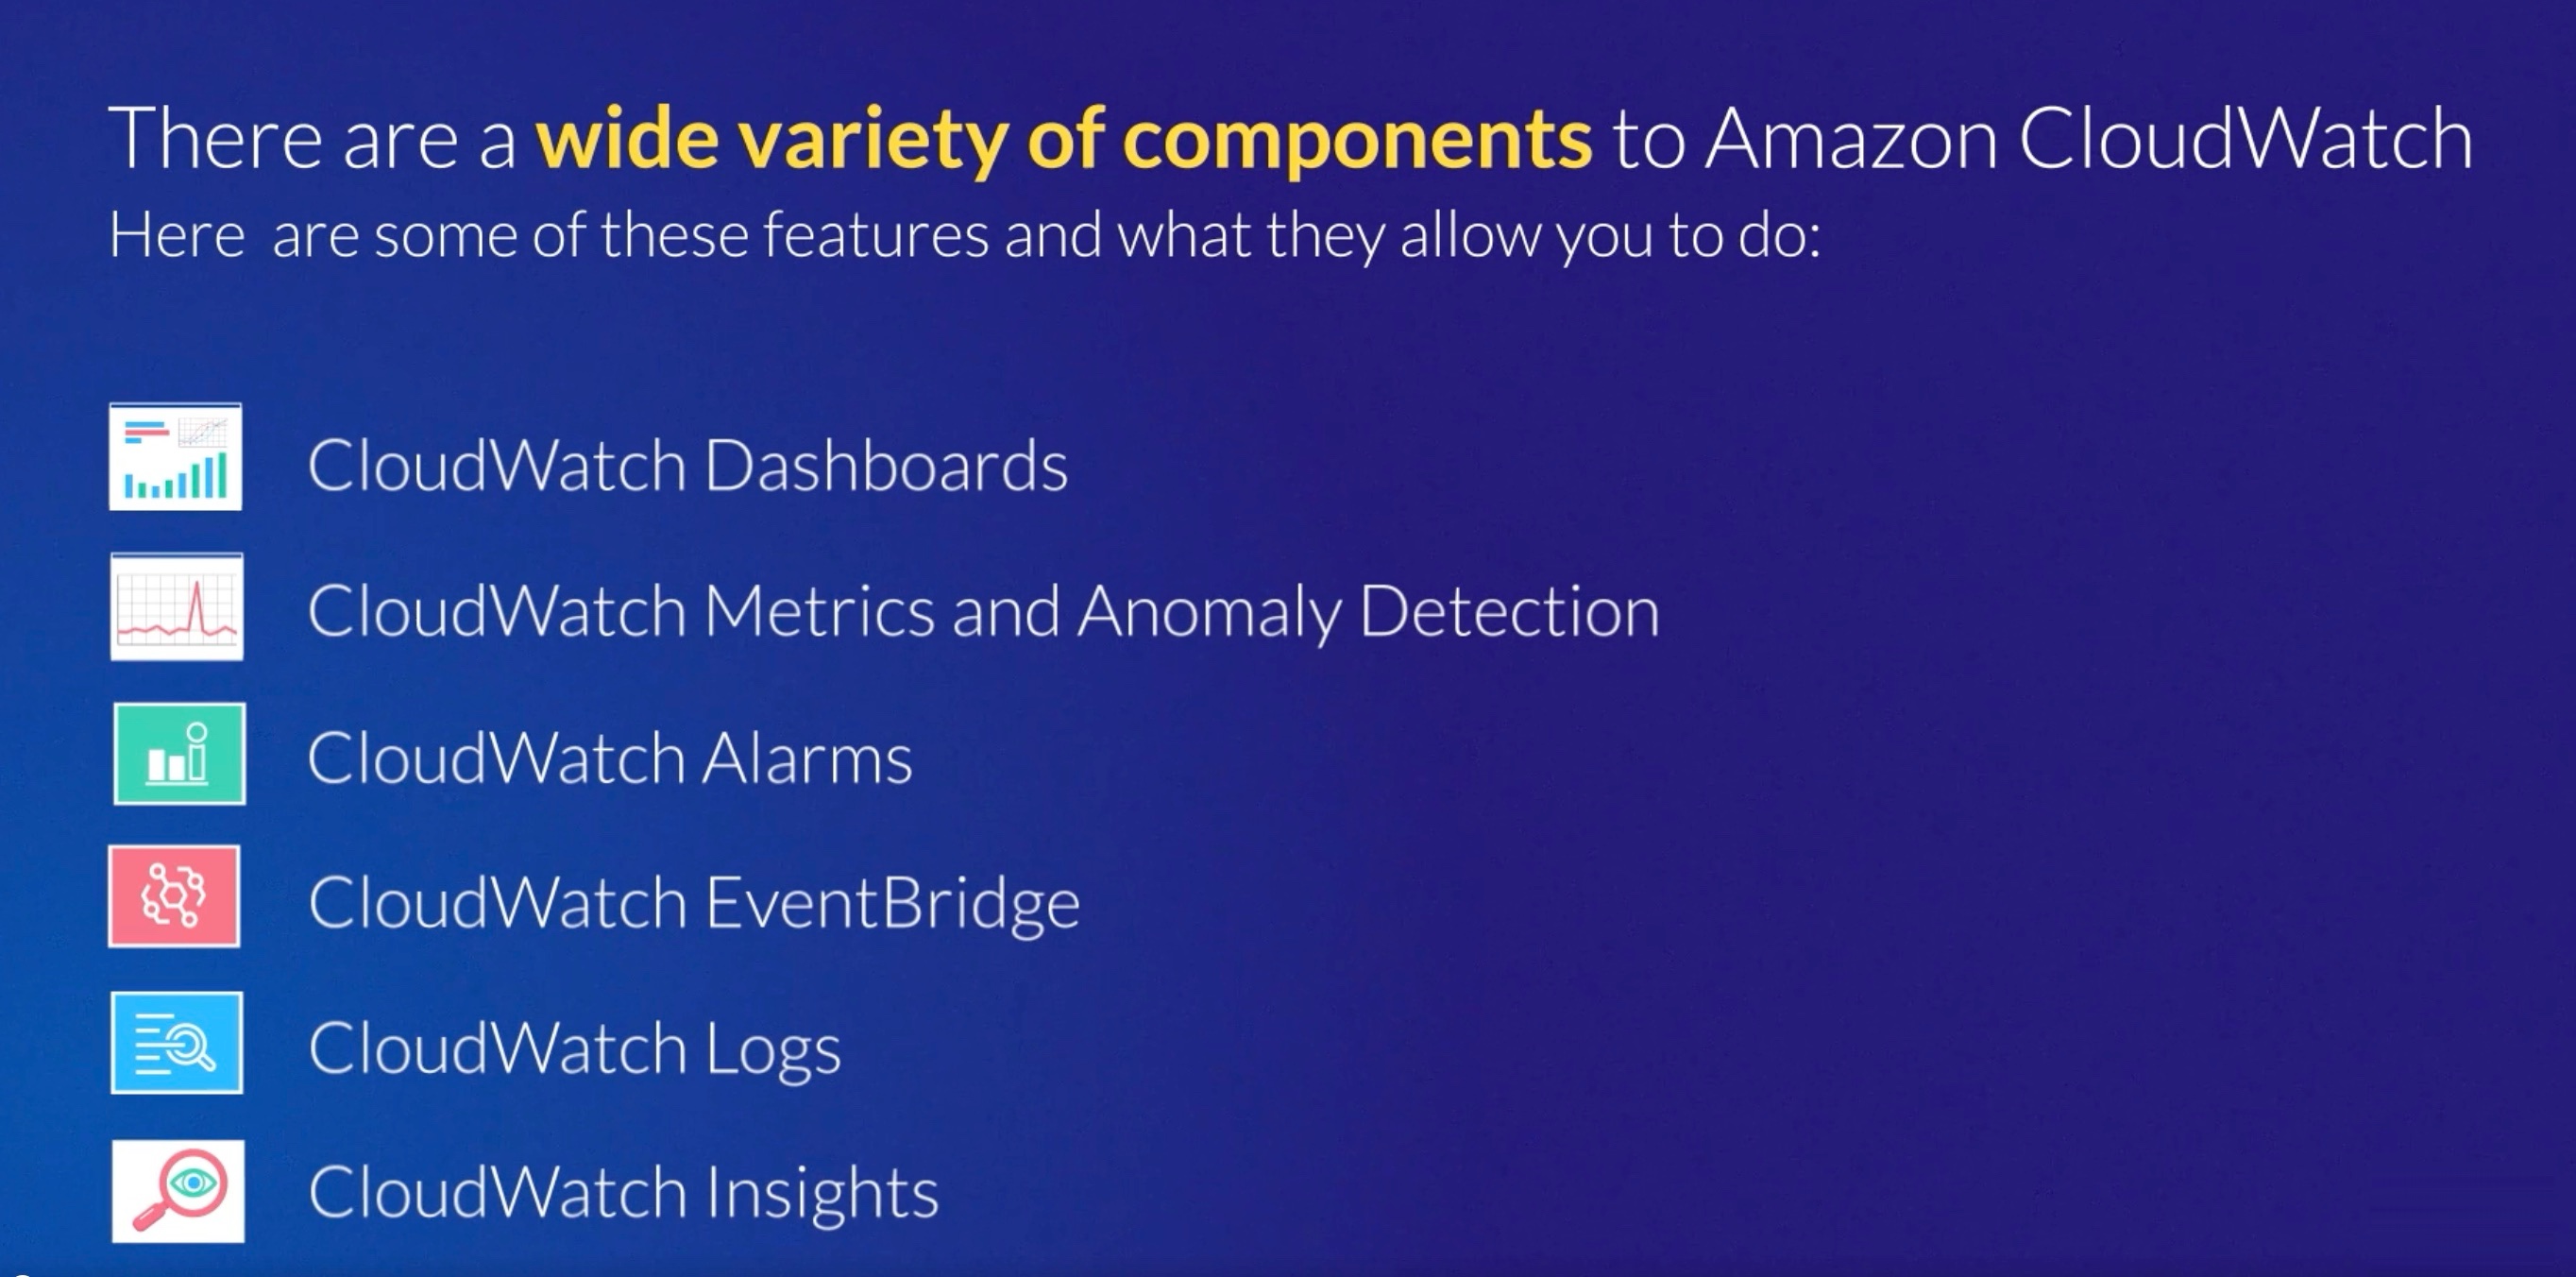 There are a wide variety of components to Amazon CloudWatch
Here are some of these features and what they allow you to do:
CloudWatch Dashboards
CloudWatch Metrics and Anomaly Detection
CloudWatch Alarms
CloudWatch EventBridge
CloudWatch Logs
CloudWatch Insights